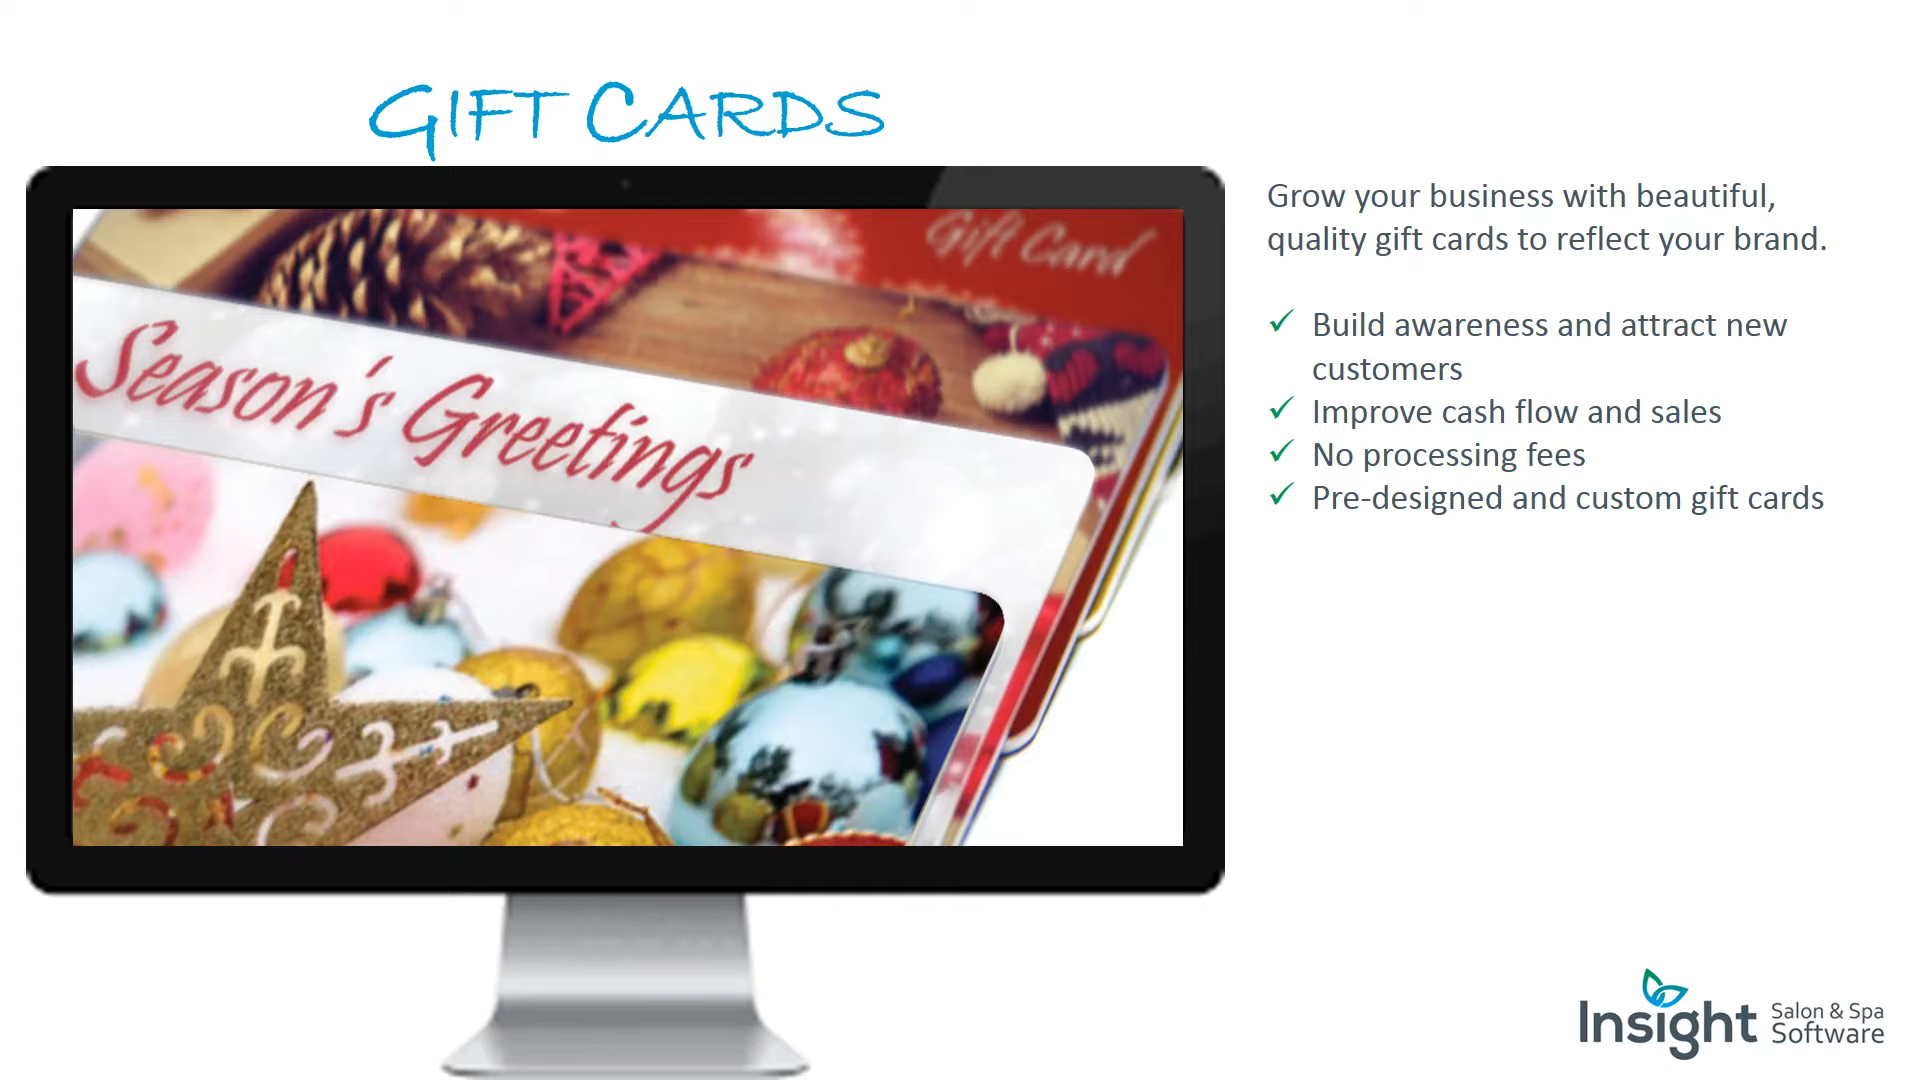 GIFT CARDS
Gift Card
Season's Greetings
Grow your business with beautiful,
quality gift cards to reflect your brand.
✓ Build awareness and attract new
customers
✓ Improve cash flow and sales
✓ No processing fees
✓ Pre-designed and custom gift cards
Insight Salon & Spa
Software